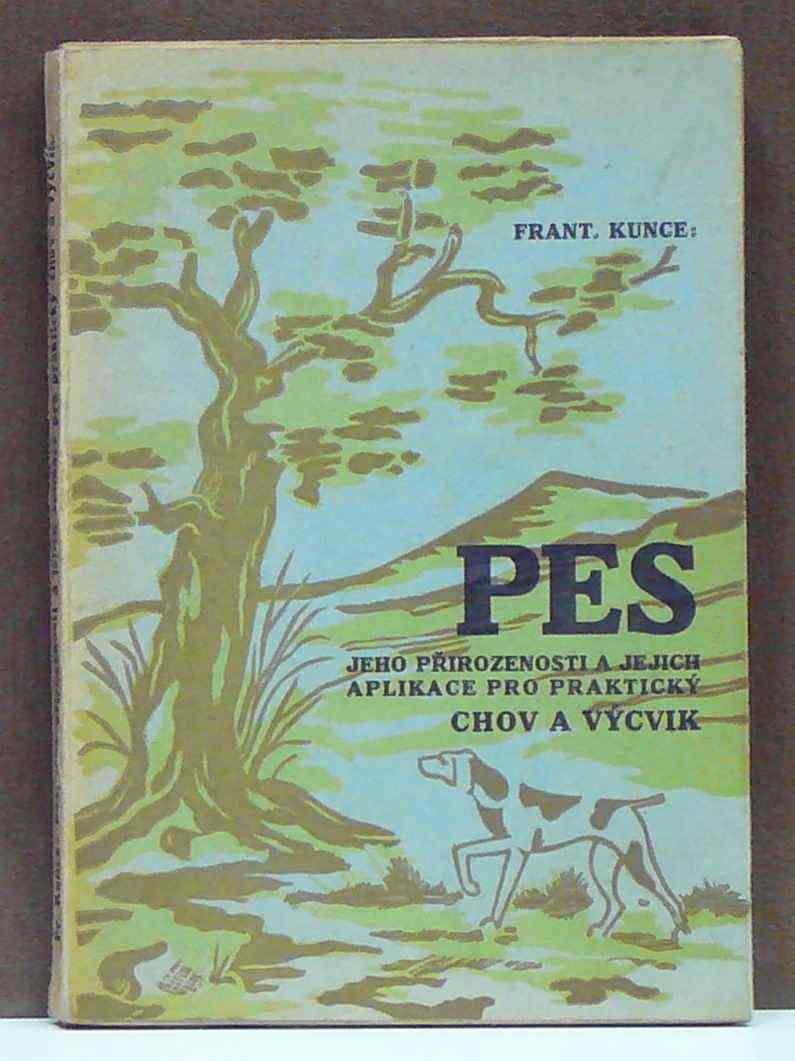 FRANT. KUNCE:
PES
JEHO PŘIROZENOSTI A JEJICH
APLIKACE PRO PRAKTICKÝ
CHOV A VÝCVIK